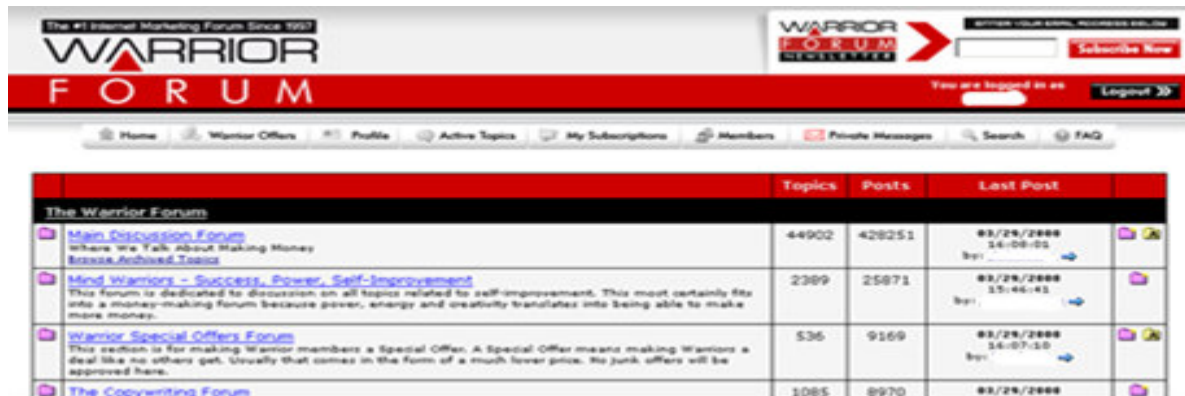 The #1 Internet Marketing Forum Since 1997
WARRIOR
FORUM
WARRIOR
FORUM
NEWSLETTER
ENTER YOUR EMAIL ADDRESS BELOW
Subscribe Now
You are logged in as
Logout
Home Warrior Offers Profile Active Topics My Subscriptions Members Private Messages Search FAQ
Topics Posts Last Post
The Warrior Forum
Main Discussion Forum 44902 428251 03/29/2008
Where We Talk About Making Money 16:08:01
Browse Archived Topics by:
Mind Warriors - Success, Power, Self-Improvement 2389 25871 03/29/2008
This forum is dedicated to discussion on all topics related to self-improvement. This most certainly fits 15:46:41
into a money-making forum because power, energy and creativity translates into being able to make by:
more money.
Warrior Special Offers Forum 536 9169 03/29/2008
This section is for making Warrior members a Special Offer. A Special Offer means making Warriors a 16:07:10
deal like no others get. Usually that comes in the form of a much lower price. No junk offers will be by:
approved here.
The Copywriting Forum 1085 8970 03/29/2008